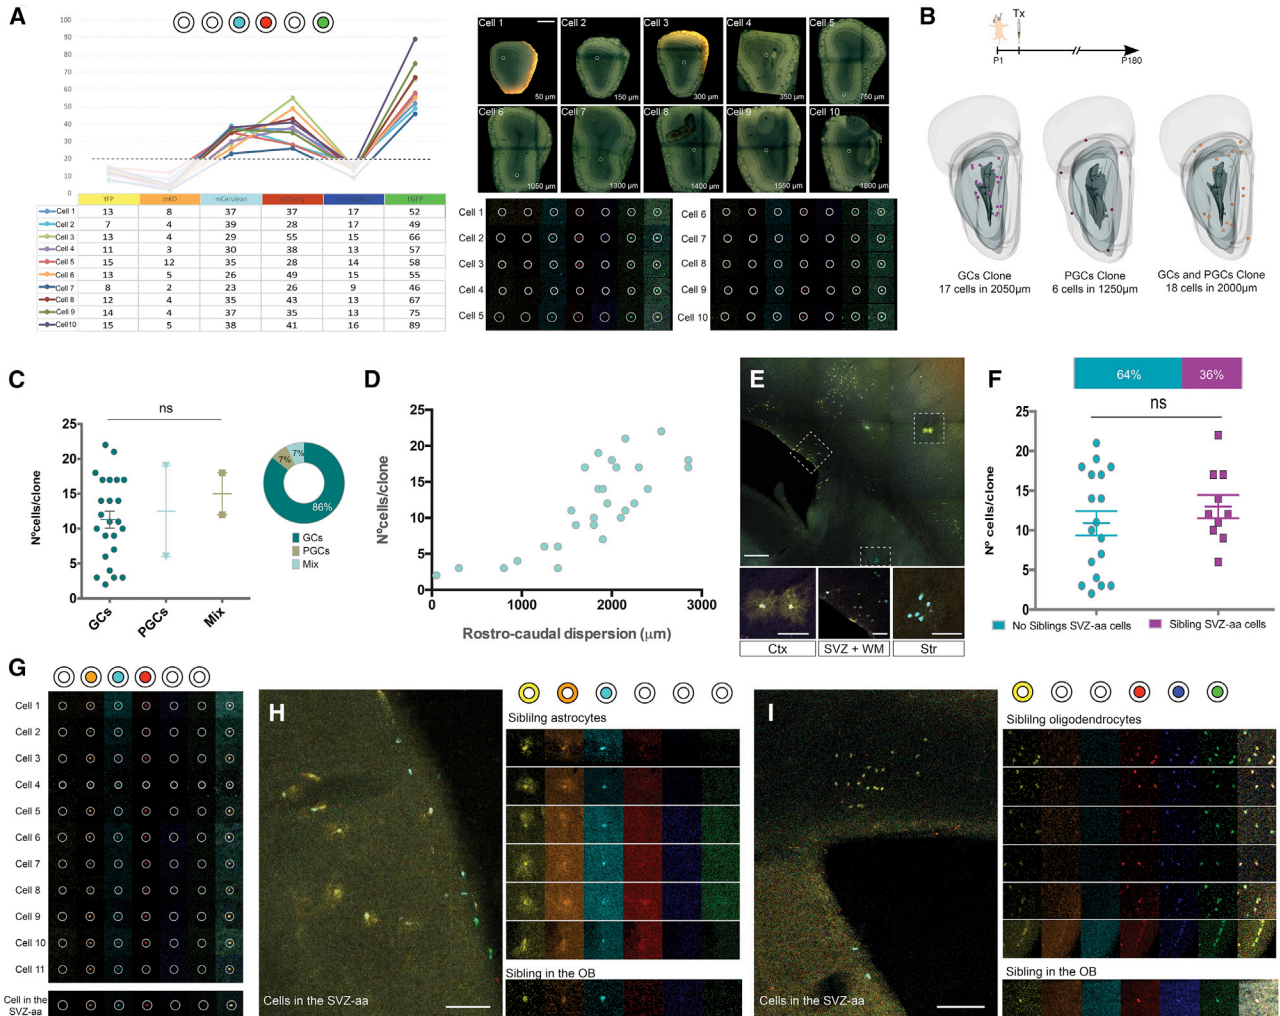 A
100
90
80
70
60
50
40
30
20
10
0
YFP mKO mCerulean mCherry EGFP
Cell 1 13 8 37 37 17 52
Cell 2 7 4 39 28 17 49
Cell 3 13 4 29 55 15 66
Cell 4 11 3 30 38 13 57
Cell 5 15 12 35 28 14 58
Cell 6 13 5 26 49 15 55
Cell 7 8 2 23 26 9 46
Cell 8 12 4 35 43 13 67
Cell 9 14 4 37 35 13 75
Cell10 15 5 38 41 16 89
Cell 1 Cell 2 Cell 3 Cell 4 Cell 5
50 µm 150 µm 300 µm 350 µm 750 µm
Cell 6 Cell 7 Cell 8 Cell 9 Cell 10
1050 µm 1300 µm 1400 µm 1550 µm 1800 µm
Cell 1 Cell 6
Cell 2 Cell 7
Cell 3 Cell 8
Cell 4 Cell 9
Cell 5 Cell 10
B
Tx
P1 P180
GCs Clone
17 cells in 2050µm
PGCs Clone
6 cells in 1250µm
GCs and PGCs Clone
18 cells in 2000µm
C
ns
25
20
15
10
5
0
NºCells/clone
GCs PGCs Mix
7% 7%
86%
GCs
PGCs
Mix
D
25
20
15
10
5
0
Nºcells/clone
0 1000 2000 3000
Rostro-caudal dispersion (µm)
E
Ctx SVZ + WM Str
F
64% 36%
ns
25
20
15
10
5
0
Nº cells/clone
No Siblings SVZ-aa cells Sibling SVZ-aa cells
G
Cell 1
Cell 2
Cell 3
Cell 4
Cell 5
Cell 6
Cell 7
Cell 8
Cell 9
Cell 10
Cell 11
Cell in the
SVZ-aa
H
Cells in the SVZ-aa
Siblilng astrocytes
Sibling in the OB
I
Cells in the SVZ-aa
Siblilng oligodendrocytes
Sibling in the OB